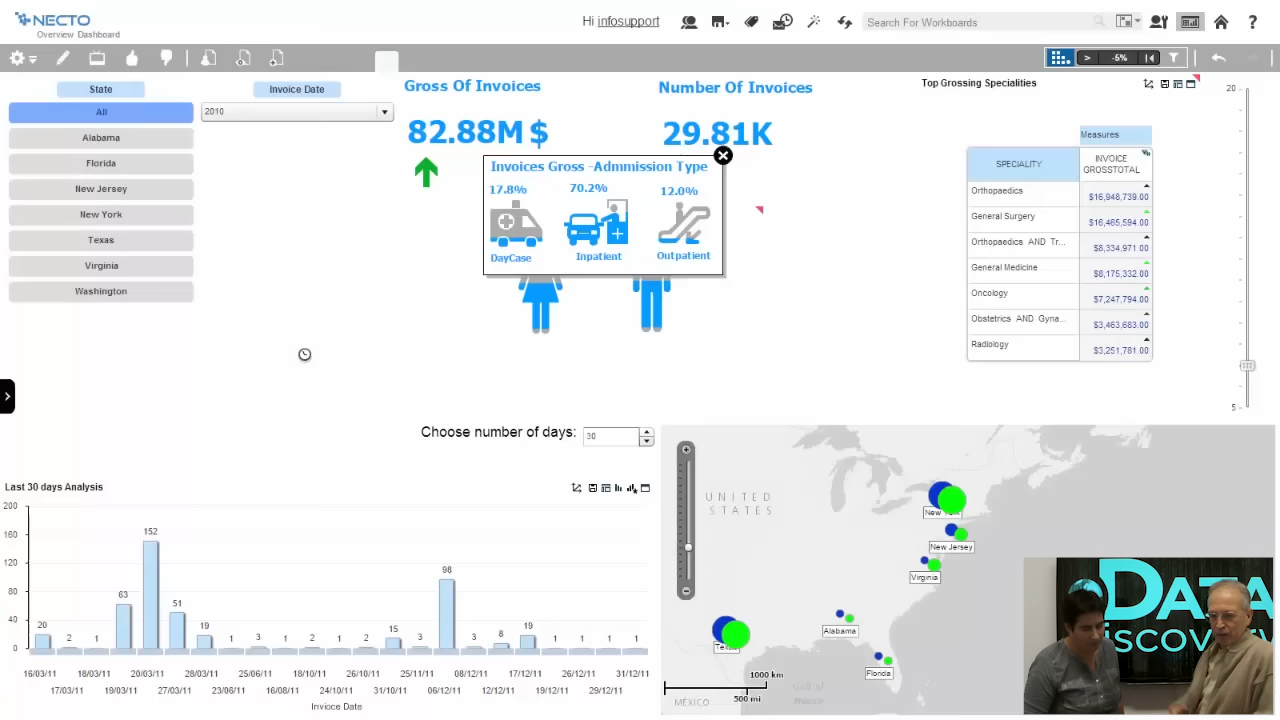 NECTO
Overview Dashboard
Hi infosupport
Search For Workboards
> -5%
State
Invoice Date
All
2010
Alabama
Florida
New Jersey
New York
Texas
Virginia
Washington
Gross Of Invoices
82.88M $
Number Of Invoices
29.81K
Invoices Gross -Admmission Type
17.8%
70.2%
12.0%
DayCase
Inpatient
Outpatient
Top Grossing Specialities
Measures
SPECIALITY
INVOICE GROSSTOTAL
Orthopaedics $16,948,739.00
General Surgery $16,465,594.00
Orthopaedics AND Tr... $8,334,971.00
General Medicine $8,175,332.00
Oncology $7,247,794.00
Obstetrics AND Gyna... $3,463,683.00
Radiology $3,251,781.00
20
5
Choose number of days: 30
Last 30 days Analysis
200
160
120
80
40
0
20 2 1 63 152 51 19 1 3 1 2 1 2 15 3 98 3 8 19 1 1 1 1
16/03/11 18/03/11 20/03/11 28/03/11 25/06/11 18/10/11 25/10/11 25/11/11 08/12/11 17/12/11 26/12/11 31/12/11
17/03/11 19/03/11 27/03/11 23/06/11 16/08/11 24/10/11 31/10/11 06/12/11 12/12/11 19/12/11 29/12/11
Invioce Date
UNITED
STATES
New York
New Jersey
Virginia
Alabama
Texas
Florida
1000 km
500 mi
MÉXICO
Gulf of
Mexico
DATA
DISCOVERY